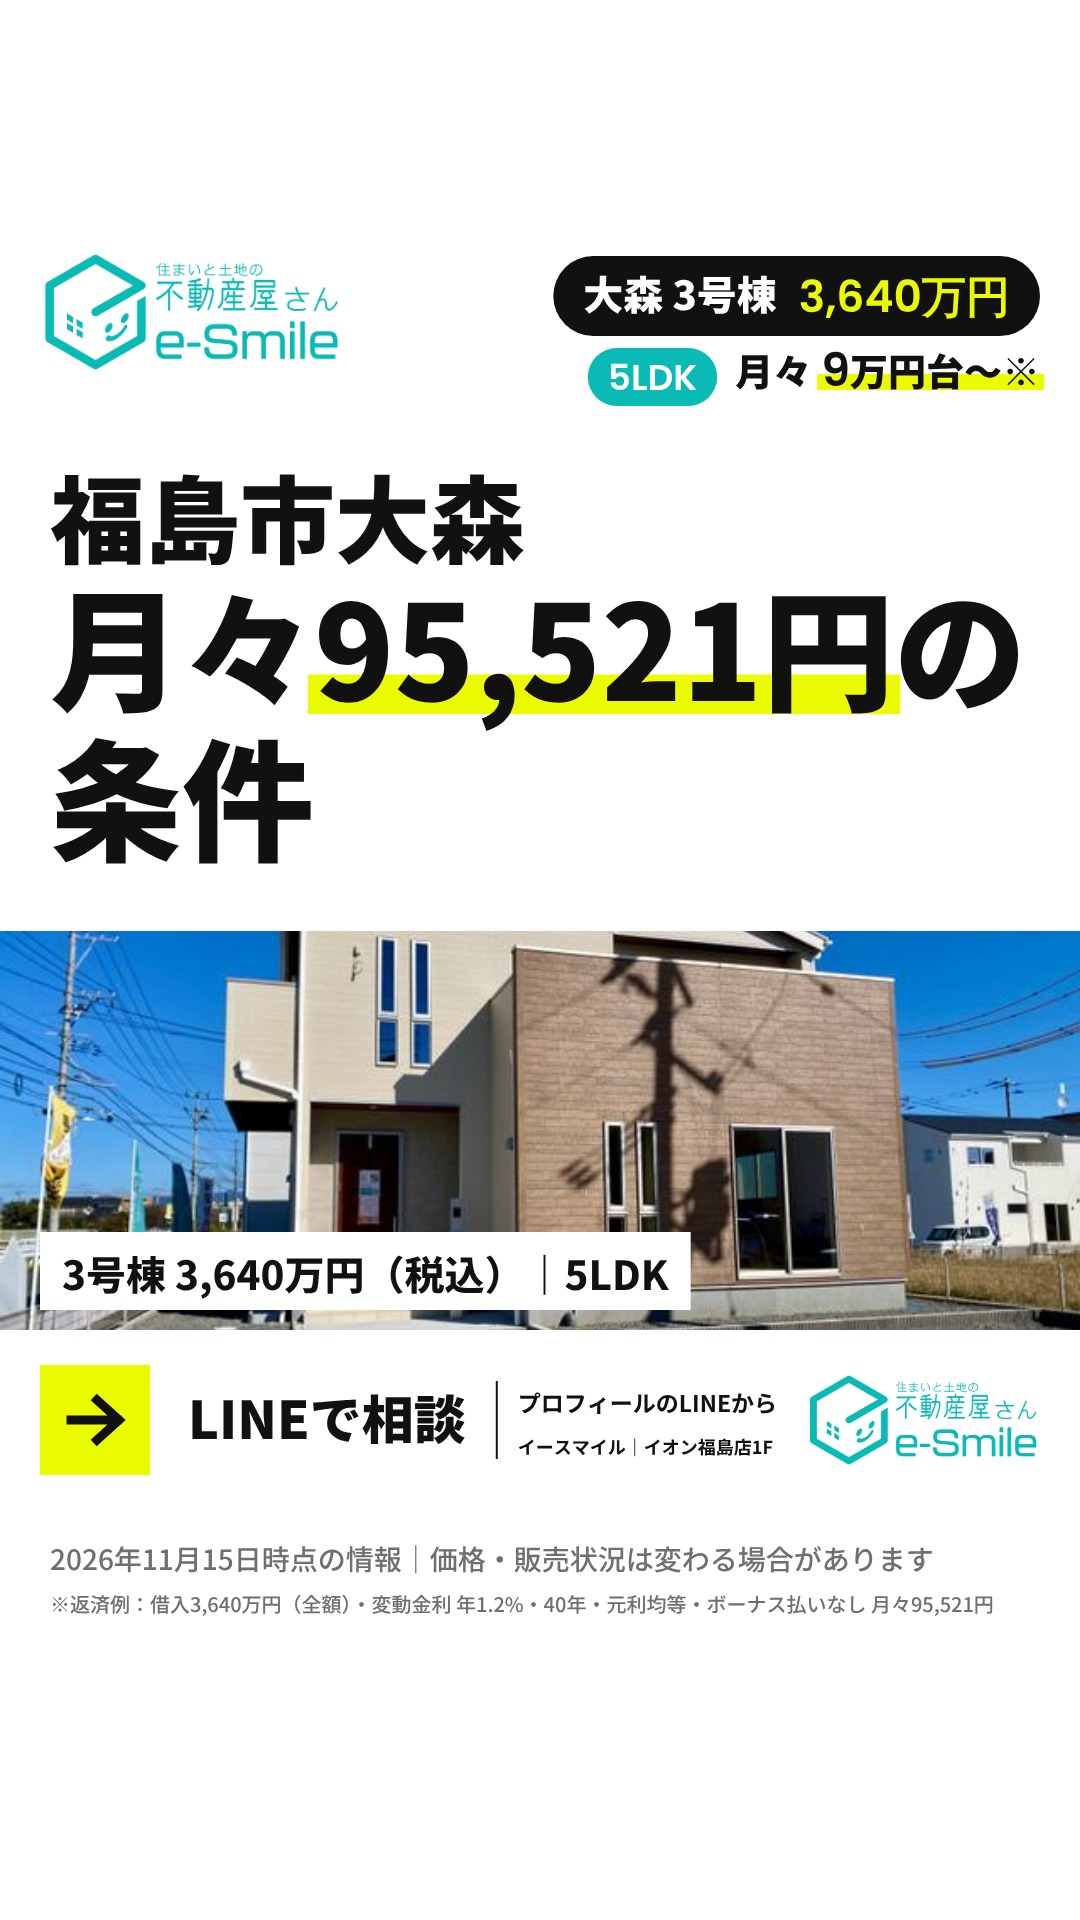 住まいと土地の
不動産屋さん
e-Smile
大森 3号棟 3,640万円
5LDK 月々 9万円台〜※
福島市大森
月々95,521円の
条件
3号棟 3,640万円（税込）｜5LDK
→ LINEで相談
プロフィールのLINEから
イースマイル｜イオン福島店1F
住まいと土地の
不動産屋さん
e-Smile
2026年11月15日時点の情報｜価格・販売状況は変わる場合があります
※返済例：借入3,640万円（全額）・変動金利 年1.2%・40年・元利均等・ボーナス払いなし 月々95,521円